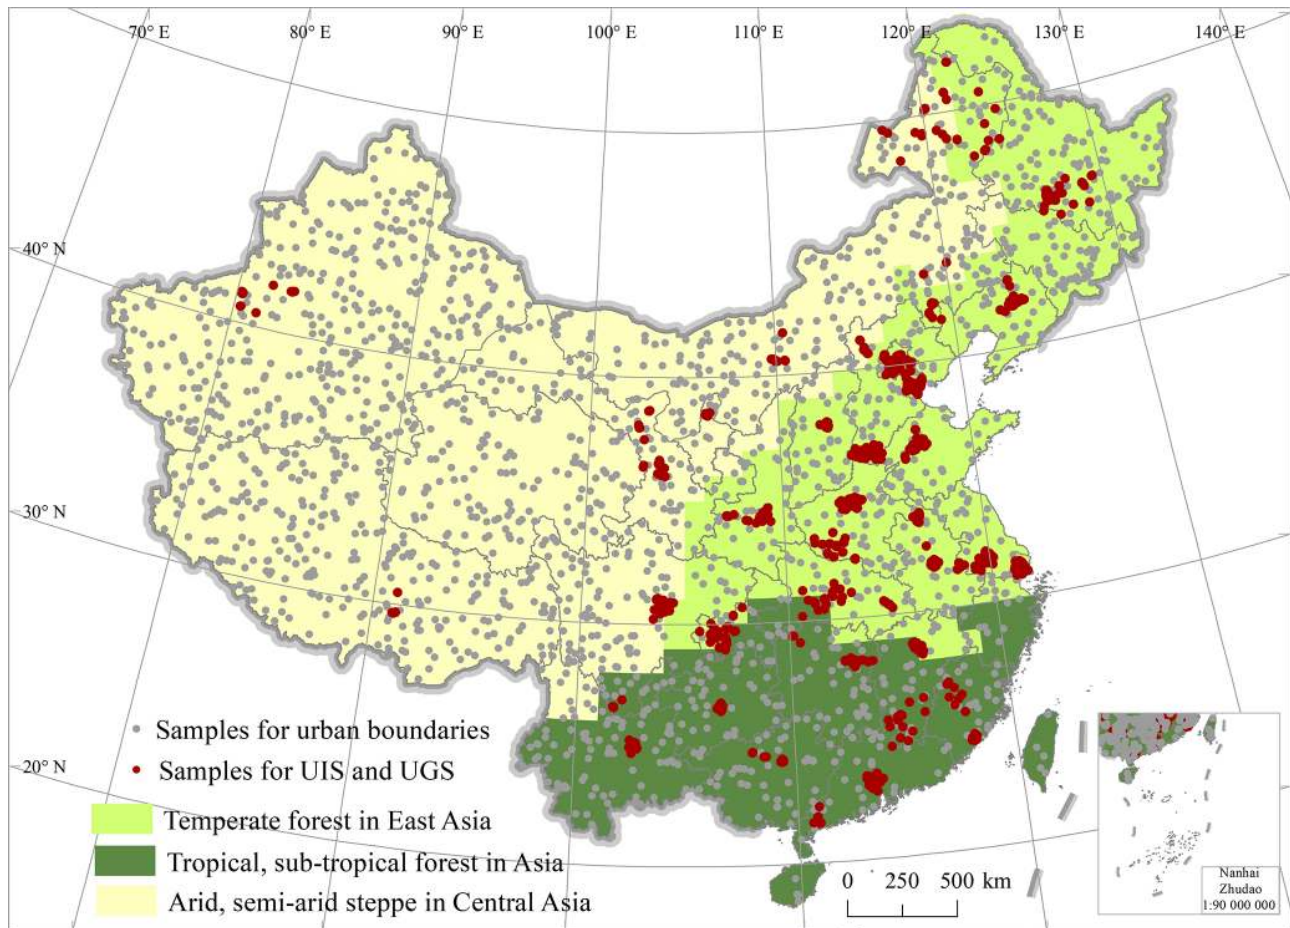 70° E
80° E
90° E
100° E
110° E
120° E
130° E
140° E
40° N
30° N
20° N
Samples for urban boundaries
Samples for UIS and UGS
Temperate forest in East Asia
Tropical, sub-tropical forest in Asia
Arid, semi-arid steppe in Central Asia
0 250 500 km
Nanhai
Zhudao
1:90 000 000